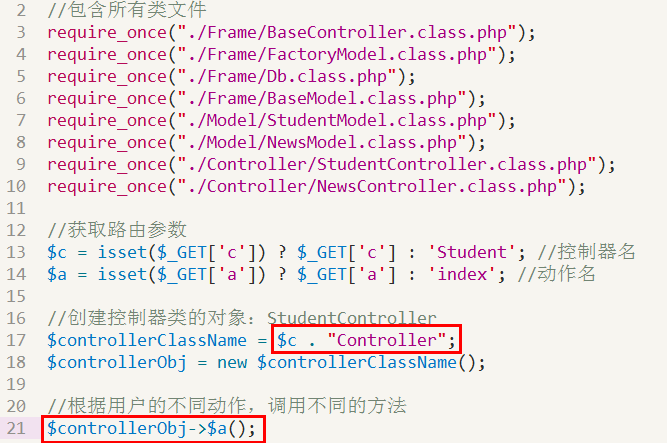 2 //包含所有类文件
3 require_once("./Frame/BaseController.class.php");
4 require_once("./Frame/FactoryModel.class.php");
5 require_once("./Frame/Db.class.php");
6 require_once("./Frame/BaseModel.class.php");
7 require_once("./Model/StudentModel.class.php");
8 require_once("./Model/NewsModel.class.php");
9 require_once("./Controller/StudentController.class.php");
10 require_once("./Controller/NewsController.class.php");
11
12 //获取路由参数
13 $c = isset($_GET['c']) ? $_GET['c'] : 'Student'; //控制器名
14 $a = isset($_GET['a']) ? $_GET['a'] : 'index'; //动作名
15
16 //创建控制器类的对象：StudentController
17 $controllerClassName = $c . "Controller";
18 $controllerObj = new $controllerClassName();
19
20 //根据用户的不同动作，调用不同的方法
21 $controllerObj->$a();